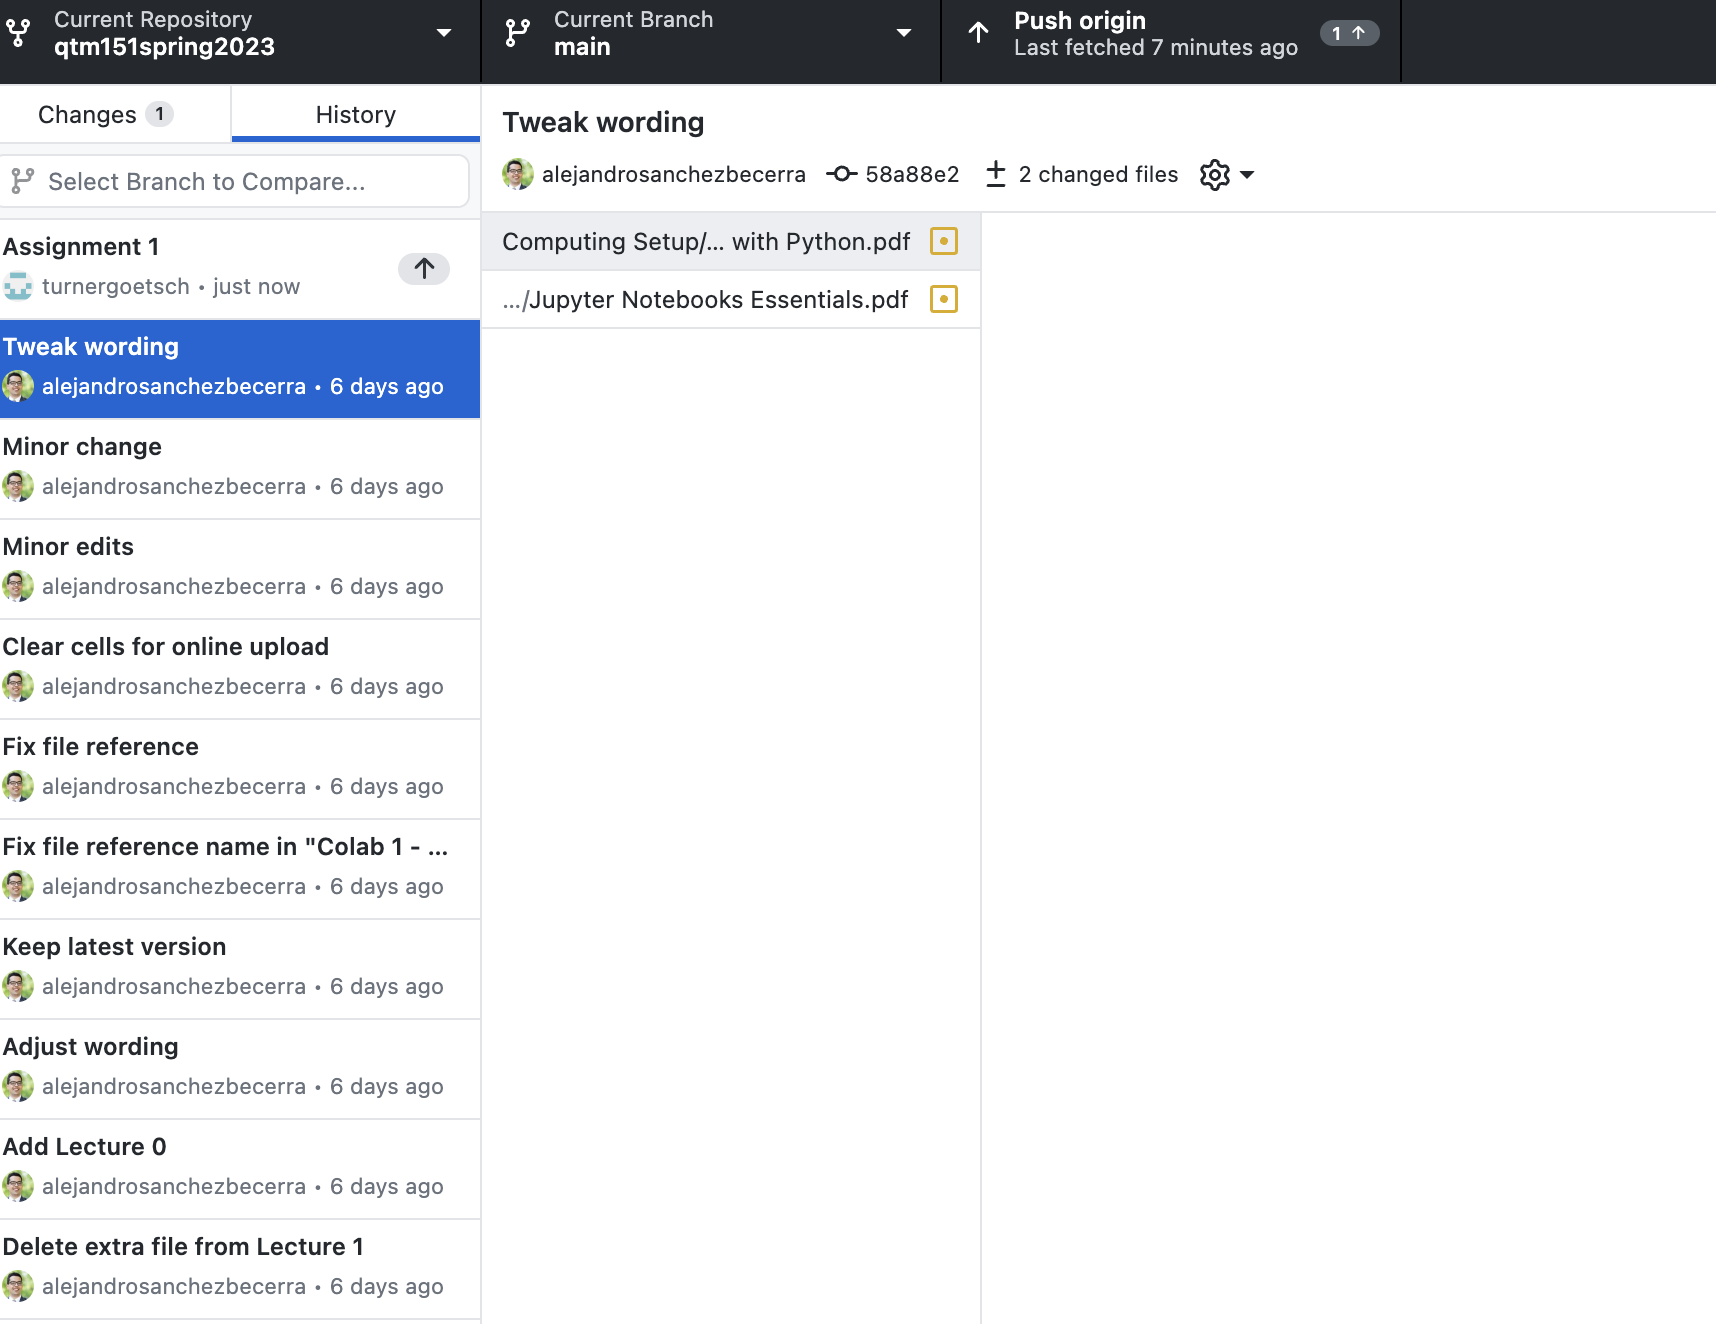 Current Repository
qtm151spring2023
Current Branch
main
Push origin
Last fetched 7 minutes ago
1
Changes 1
History
Select Branch to Compare...
Assignment 1
turnergoetsch • just now
Tweak wording
alejandrosanchezbecerra • 6 days ago
Minor change
alejandrosanchezbecerra • 6 days ago
Minor edits
alejandrosanchezbecerra • 6 days ago
Clear cells for online upload
alejandrosanchezbecerra • 6 days ago
Fix file reference
alejandrosanchezbecerra • 6 days ago
Fix file reference name in "Colab 1 - ...
alejandrosanchezbecerra • 6 days ago
Keep latest version
alejandrosanchezbecerra • 6 days ago
Adjust wording
alejandrosanchezbecerra • 6 days ago
Add Lecture 0
alejandrosanchezbecerra • 6 days ago
Delete extra file from Lecture 1
alejandrosanchezbecerra • 6 days ago
Tweak wording
alejandrosanchezbecerra 58a88e2 2 changed files
Computing Setup/... with Python.pdf
.../Jupyter Notebooks Essentials.pdf